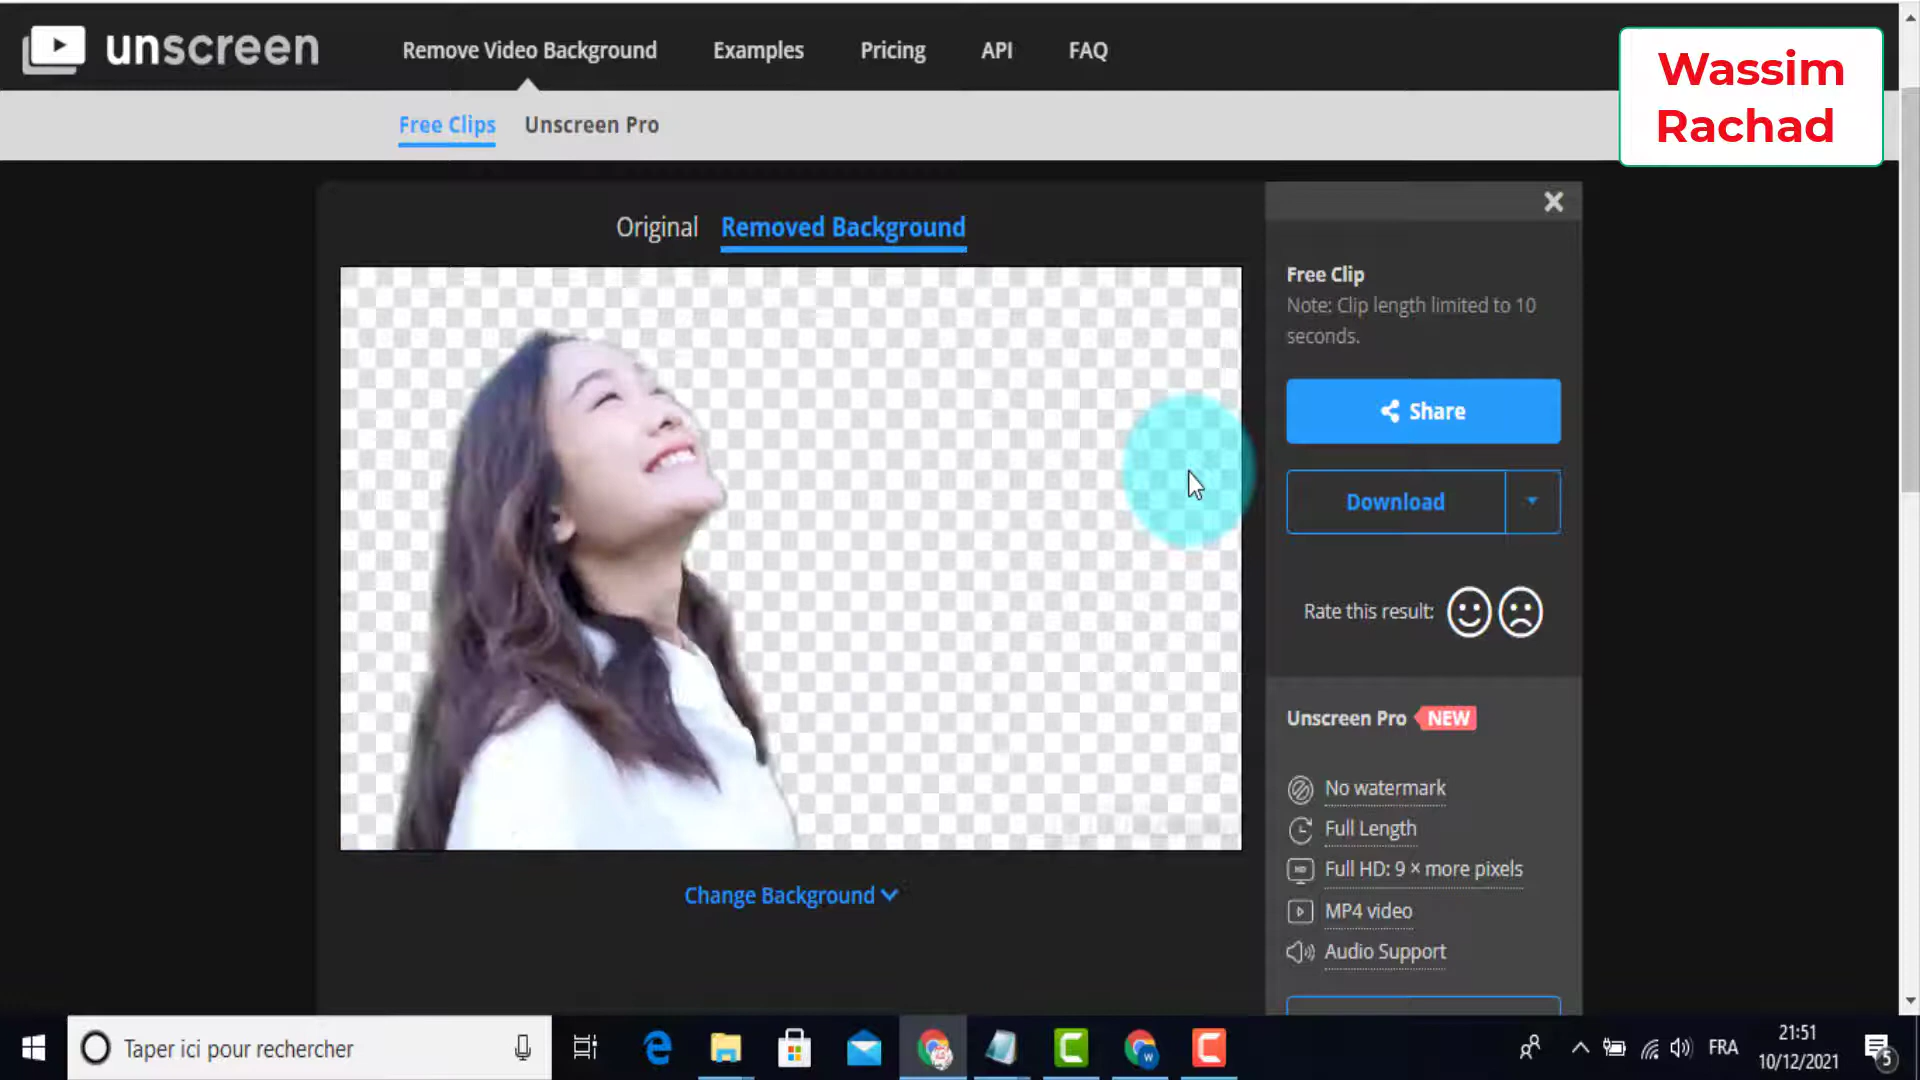 unscreen
Remove Video Background
Examples
Pricing
API
FAQ
Wassim
Rachad
Free Clips
Unscreen Pro
Original
Removed Background
Free Clip
Note: Clip length limited to 10
seconds.
Share
Download
Rate this result:
Unscreen Pro NEW
No watermark
Full Length
Full HD: 9 × more pixels
MP4 video
Audio Support
Change Background
Taper ici pour rechercher
FRA
21:51
10/12/2021
5